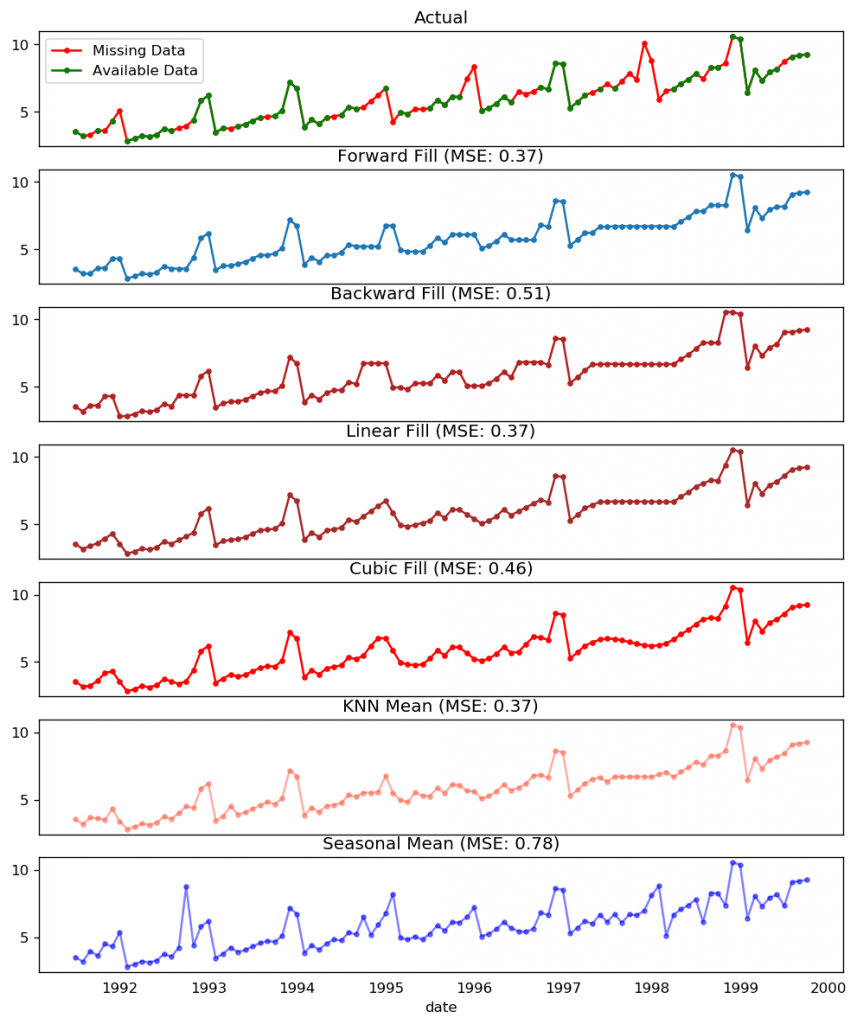 Actual
10
5
Missing Data
Available Data
Forward Fill (MSE: 0.37)
10
5
Backward Fill (MSE: 0.51)
10
5
Linear Fill (MSE: 0.37)
10
5
Cubic Fill (MSE: 0.46)
10
5
KNN Mean (MSE: 0.37)
10
5
Seasonal Mean (MSE: 0.78)
10
5
1992 1993 1994 1995 1996 1997 1998 1999 2000
date